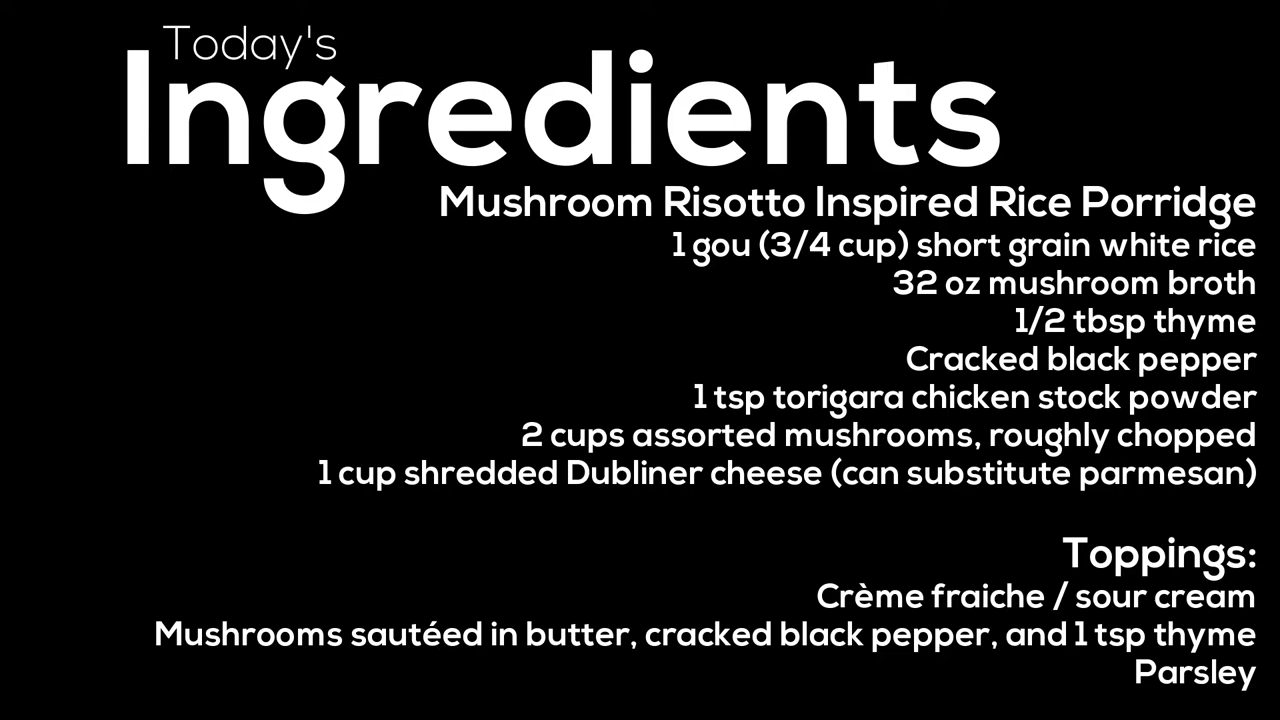 Today's
Ingredients
Mushroom Risotto Inspired Rice Porridge
1 gou (3/4 cup) short grain white rice
32 oz mushroom broth
1/2 tbsp thyme
Cracked black pepper
1 tsp torigara chicken stock powder
2 cups assorted mushrooms, roughly chopped
1 cup shredded Dubliner cheese (can substitute parmesan)
Toppings:
Crème fraiche / sour cream
Mushrooms sautéed in butter, cracked black pepper, and 1 tsp thyme
Parsley